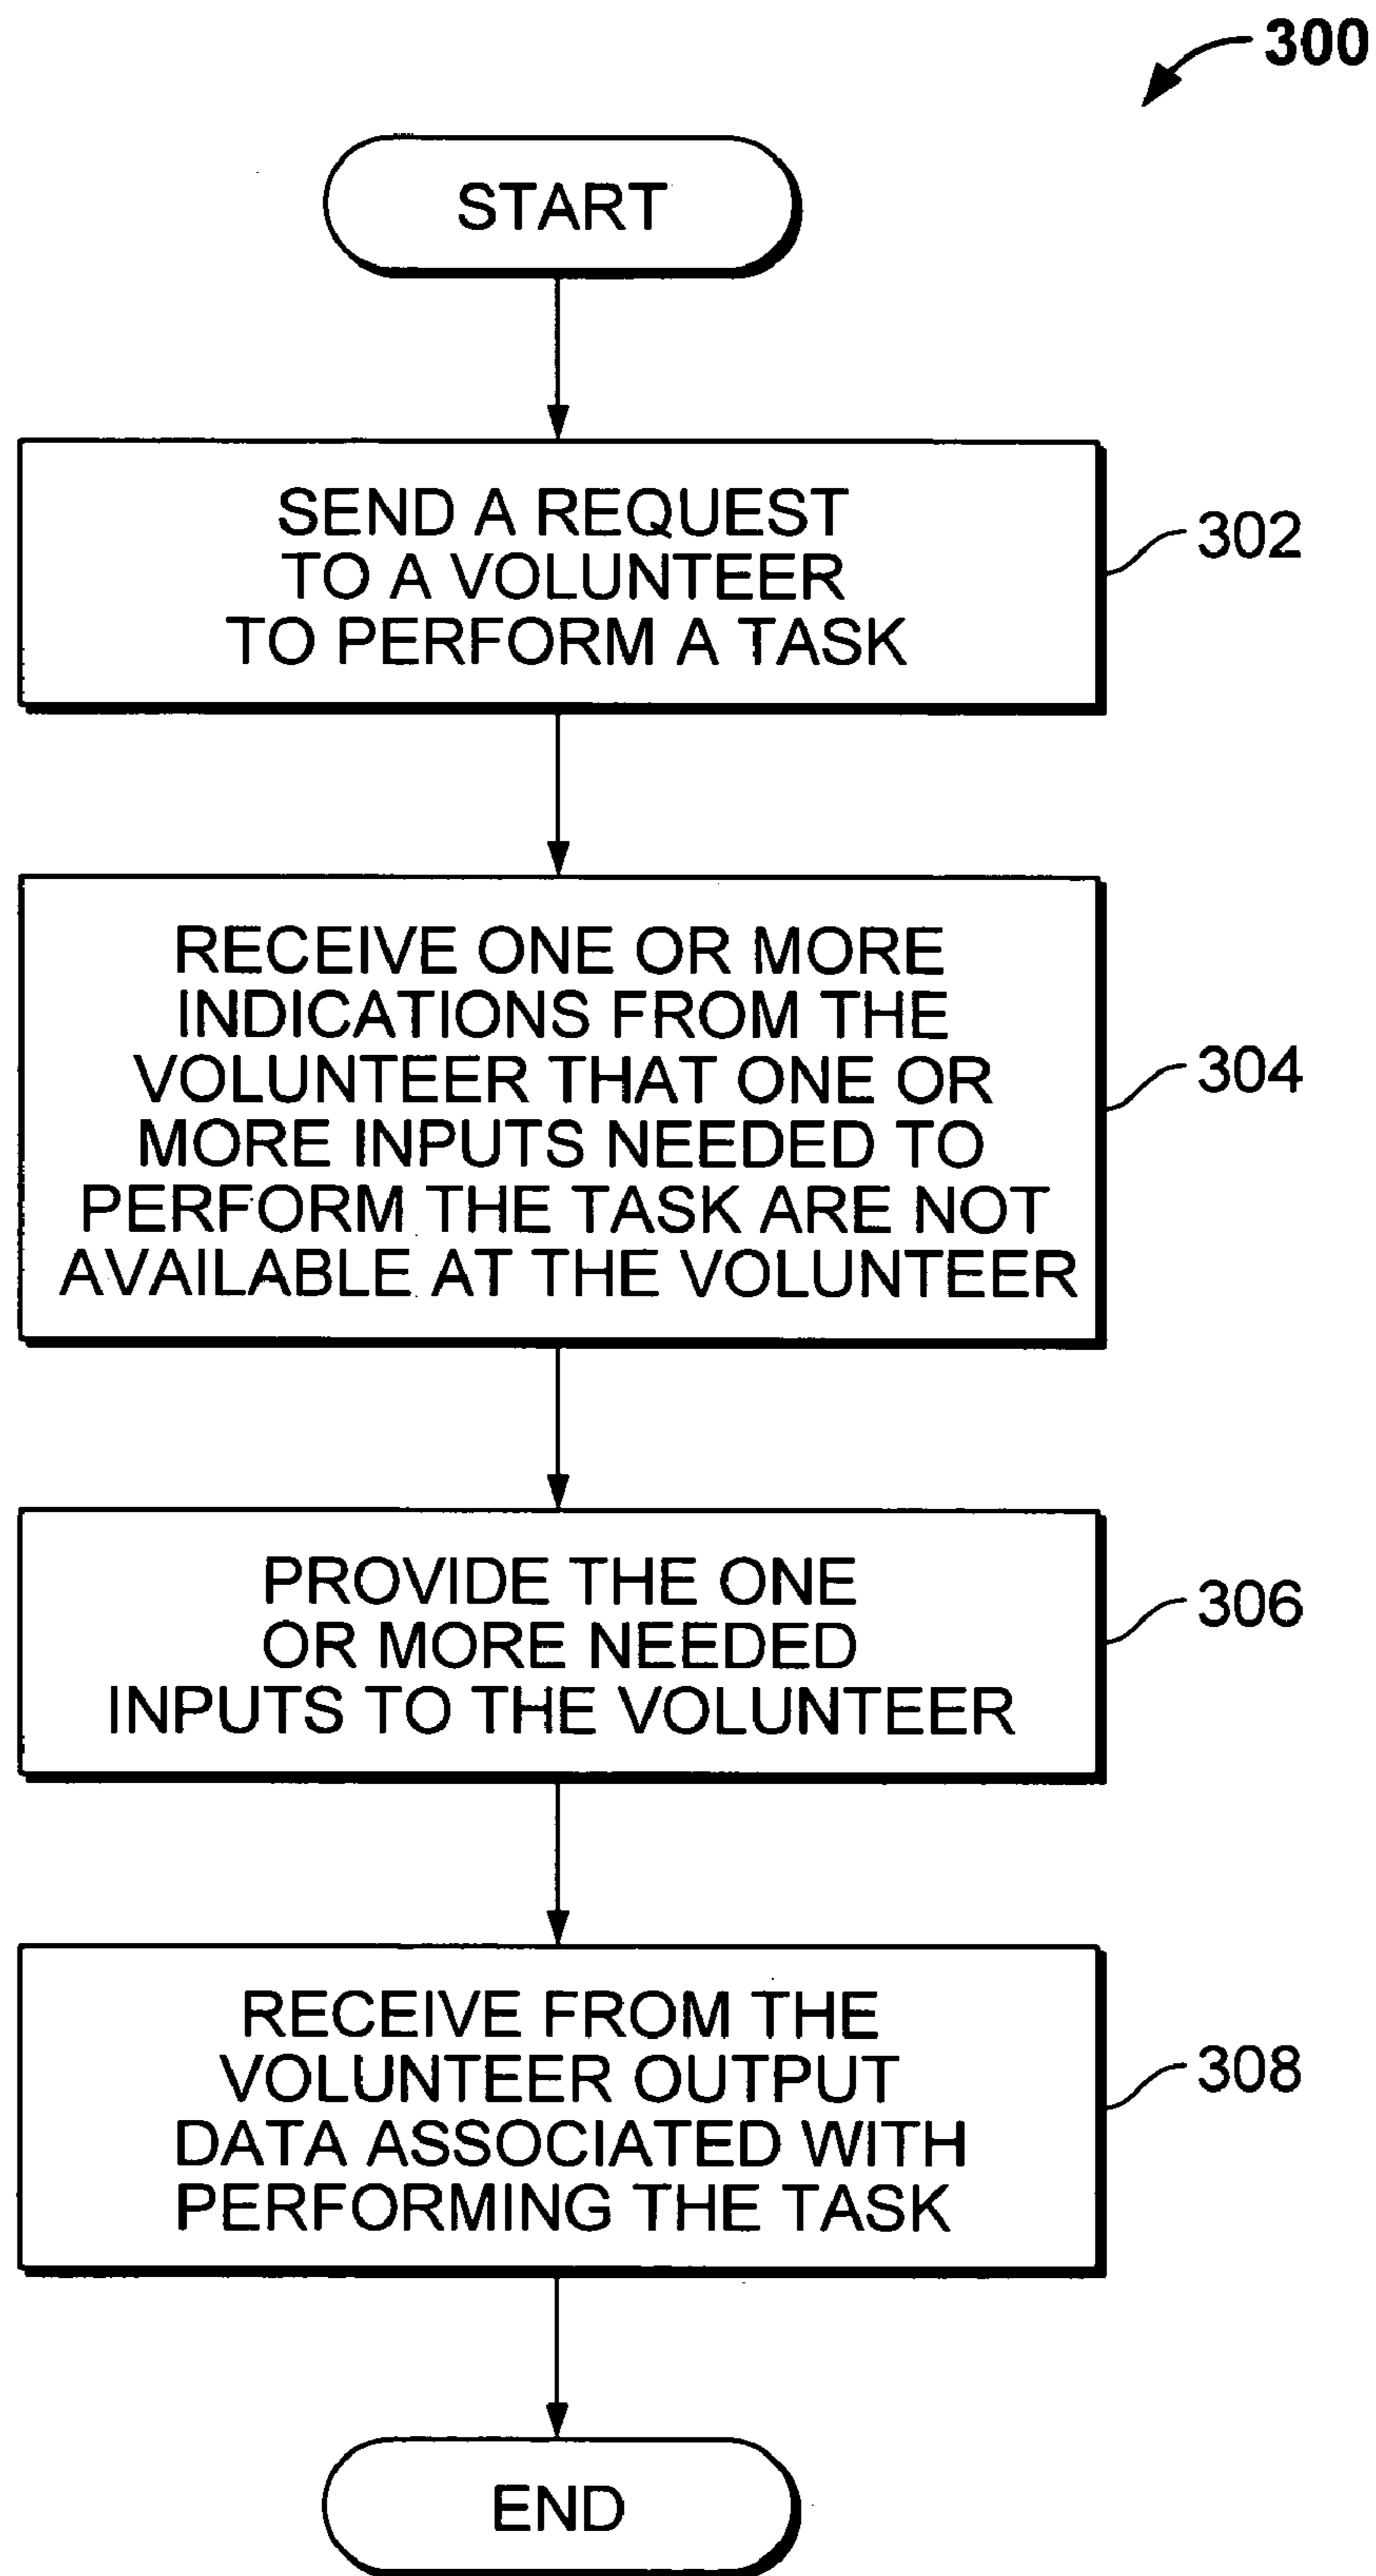 300
START
SEND A REQUEST
TO A VOLUNTEER
TO PERFORM A TASK
302
RECEIVE ONE OR MORE
INDICATIONS FROM THE
VOLUNTEER THAT ONE OR
MORE INPUTS NEEDED TO
PERFORM THE TASK ARE NOT
AVAILABLE AT THE VOLUNTEER
304
PROVIDE THE ONE
OR MORE NEEDED
INPUTS TO THE VOLUNTEER
306
RECEIVE FROM THE
VOLUNTEER OUTPUT
DATA ASSOCIATED WITH
PERFORMING THE TASK
308
END